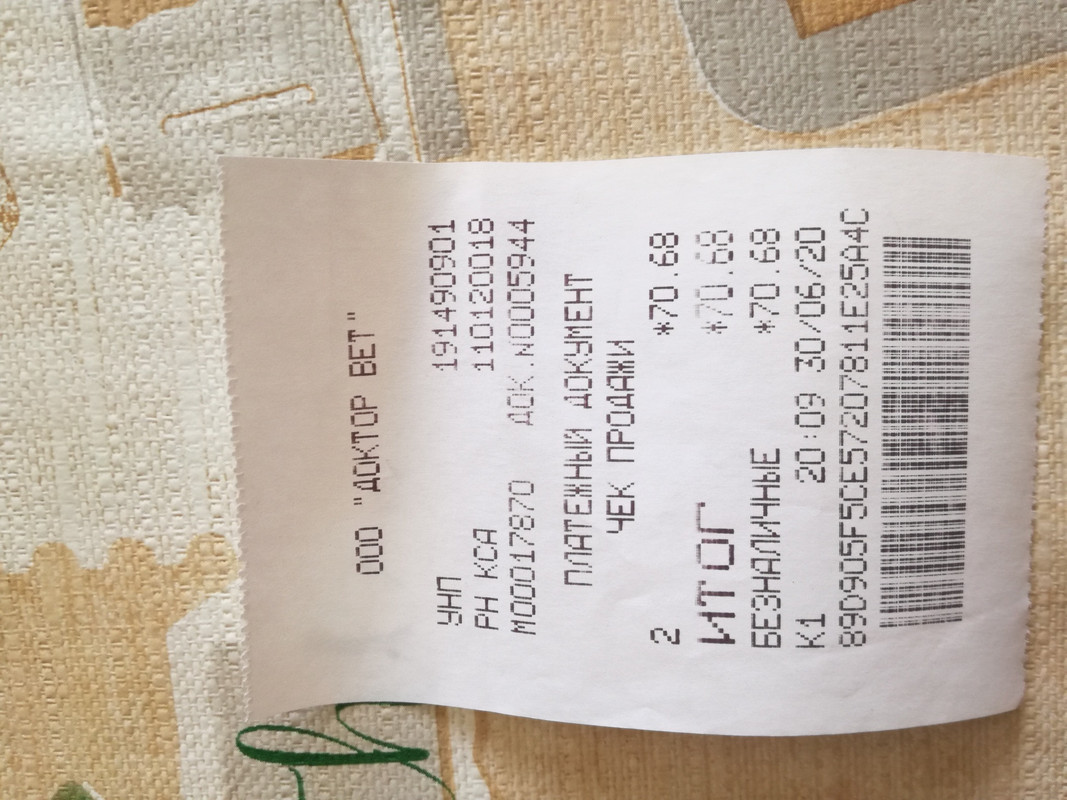 ООО "ДОКТОР ВЕТ"
УНП 191490901
РН КСА 110120018
М00017870 ДОК.N0005944
ПЛАТЕЖНЫЙ ДОКУМЕНТ
ЧЕК ПРОДАЖИ
2 *70.68
ИТОГ *70.68
БЕЗНАЛИЧНЫЕ *70.68
К1 20:09 30/06/20
89D905F5CE57207811E25A4C